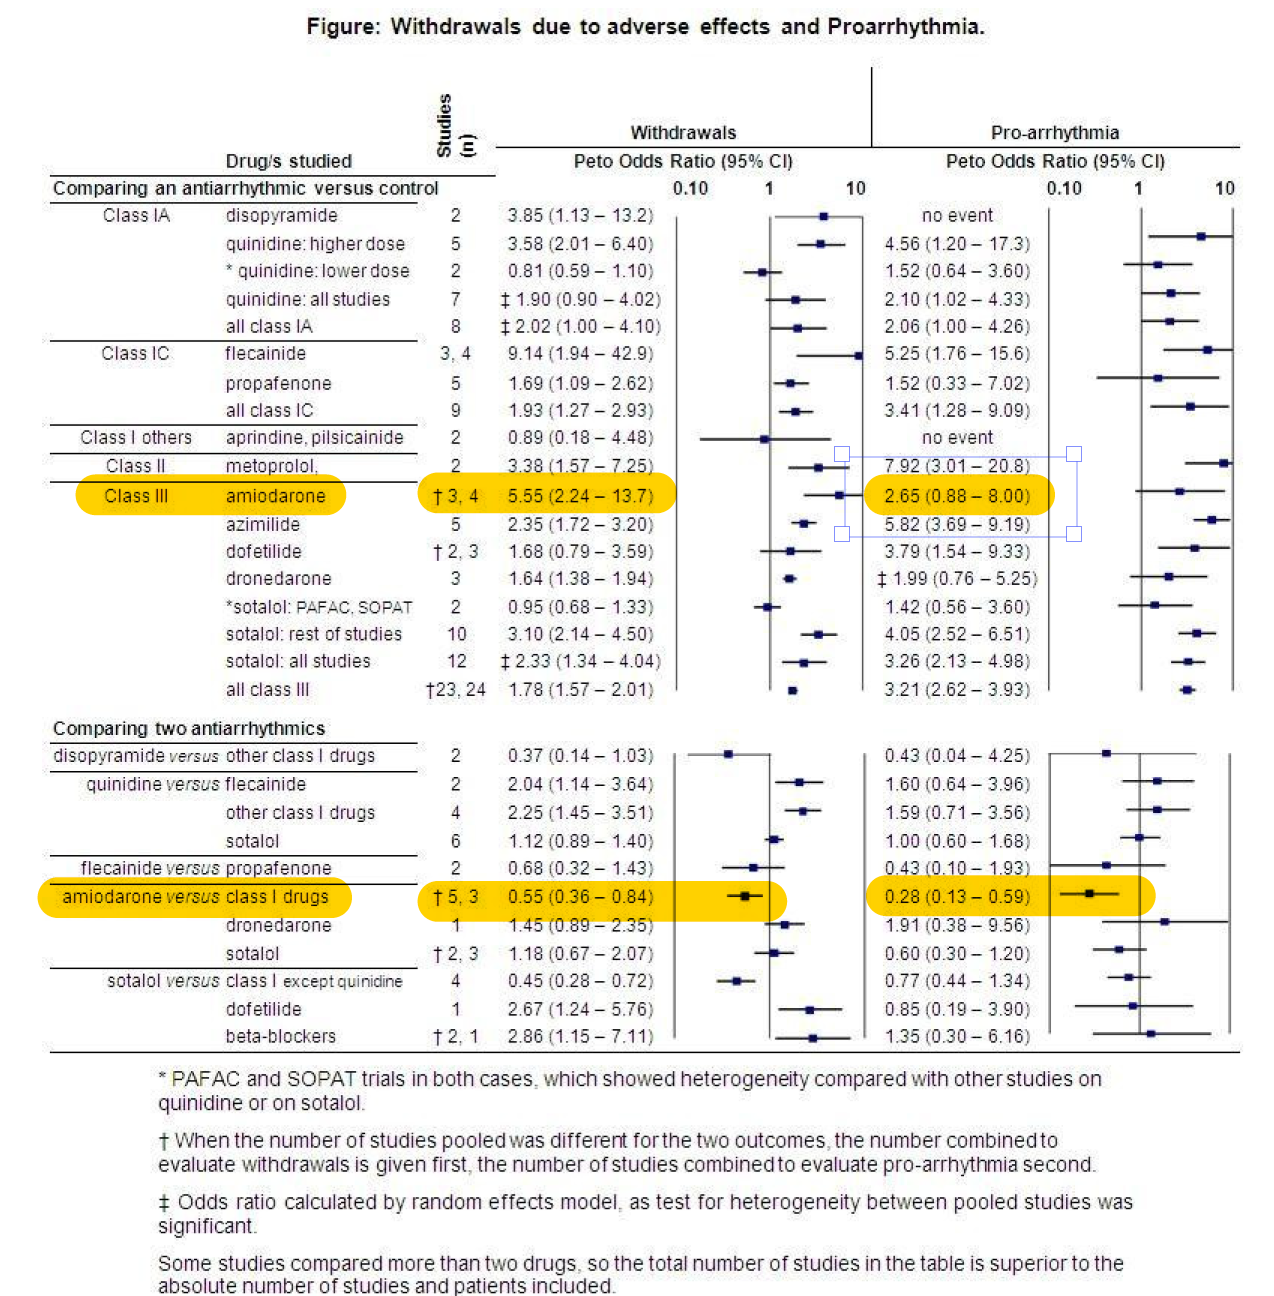 Figure: Withdrawals due to adverse effects and Proarrhythmia.
Studies (n)
Withdrawals Pro-arrhythmia
Drug/s studied Peto Odds Ratio (95% CI) Peto Odds Ratio (95% CI)
Comparing an antiarrhythmic versus control 0.10 1 10 0.10 1 10
Class IA disopyramide 2 3.85 (1.13 – 13.2) no event
quinidine: higher dose 5 3.58 (2.01 – 6.40) 4.56 (1.20 – 17.3)
* quinidine: lower dose 2 0.81 (0.59 – 1.10) 1.52 (0.64 – 3.60)
quinidine: all studies 7 ‡ 1.90 (0.90 – 4.02) 2.10 (1.02 – 4.33)
all class IA 8 ‡ 2.02 (1.00 – 4.10) 2.06 (1.00 – 4.26)
Class IC flecainide 3, 4 9.14 (1.94 – 42.9) 5.25 (1.76 – 15.6)
propafenone 5 1.69 (1.09 – 2.62) 1.52 (0.33 – 7.02)
all class IC 9 1.93 (1.27 – 2.93) 3.41 (1.28 – 9.09)
Class I others aprindine, pilsicainide 2 0.89 (0.18 – 4.48) no event
Class II metoprolol, 2 3.38 (1.57 – 7.25) 7.92 (3.01 – 20.8)
Class III amiodarone † 3, 4 5.55 (2.24 – 13.7) 2.65 (0.88 – 8.00)
azimilide 5 2.35 (1.72 – 3.20) 5.82 (3.69 – 9.19)
dofetilide † 2, 3 1.68 (0.79 – 3.59) 3.79 (1.54 – 9.33)
dronedarone 3 1.64 (1.38 – 1.94) ‡ 1.99 (0.76 – 5.25)
*sotalol: PAFAC, SOPAT 2 0.95 (0.68 – 1.33) 1.42 (0.56 – 3.60)
sotalol: rest of studies 10 3.10 (2.14 – 4.50) 4.05 (2.52 – 6.51)
sotalol: all studies 12 ‡ 2.33 (1.34 – 4.04) 3.26 (2.13 – 4.98)
all class III †23, 24 1.78 (1.57 – 2.01) 3.21 (2.62 – 3.93)
Comparing two antiarrhythmics
disopyramide versus other class I drugs 2 0.37 (0.14 – 1.03) 0.43 (0.04 – 4.25)
quinidine versus flecainide 2 2.04 (1.14 – 3.64) 1.60 (0.64 – 3.96)
other class I drugs 4 2.25 (1.45 – 3.51) 1.59 (0.71 – 3.56)
sotalol 6 1.12 (0.89 – 1.40) 1.00 (0.60 – 1.68)
flecainide versus propafenone 2 0.68 (0.32 – 1.43) 0.43 (0.10 – 1.93)
amiodarone versus class I drugs † 5, 3 0.55 (0.36 – 0.84) 0.28 (0.13 – 0.59)
dronedarone 1 1.45 (0.89 – 2.35) 1.91 (0.38 – 9.56)
sotalol † 2, 3 1.18 (0.67 – 2.07) 0.60 (0.30 – 1.20)
sotalol versus class I except quinidine 4 0.45 (0.28 – 0.72) 0.77 (0.44 – 1.34)
dofetilide 1 2.67 (1.24 – 5.76) 0.85 (0.19 – 3.90)
beta-blockers † 2, 1 2.86 (1.15 – 7.11) 1.35 (0.30 – 6.16)
* PAFAC and SOPAT trials in both cases, which showed heterogeneity compared with other studies on
quinidine or on sotalol.
† When the number of studies pooled was different for the two outcomes, the number combined to
evaluate withdrawals is given first, the number of studies combined to evaluate pro-arrhythmia second.
‡ Odds ratio calculated by random effects model, as test for heterogeneity between pooled studies was
significant.
Some studies compared more than two drugs, so the total number of studies in the table is superior to the
absolute number of studies and patients included.